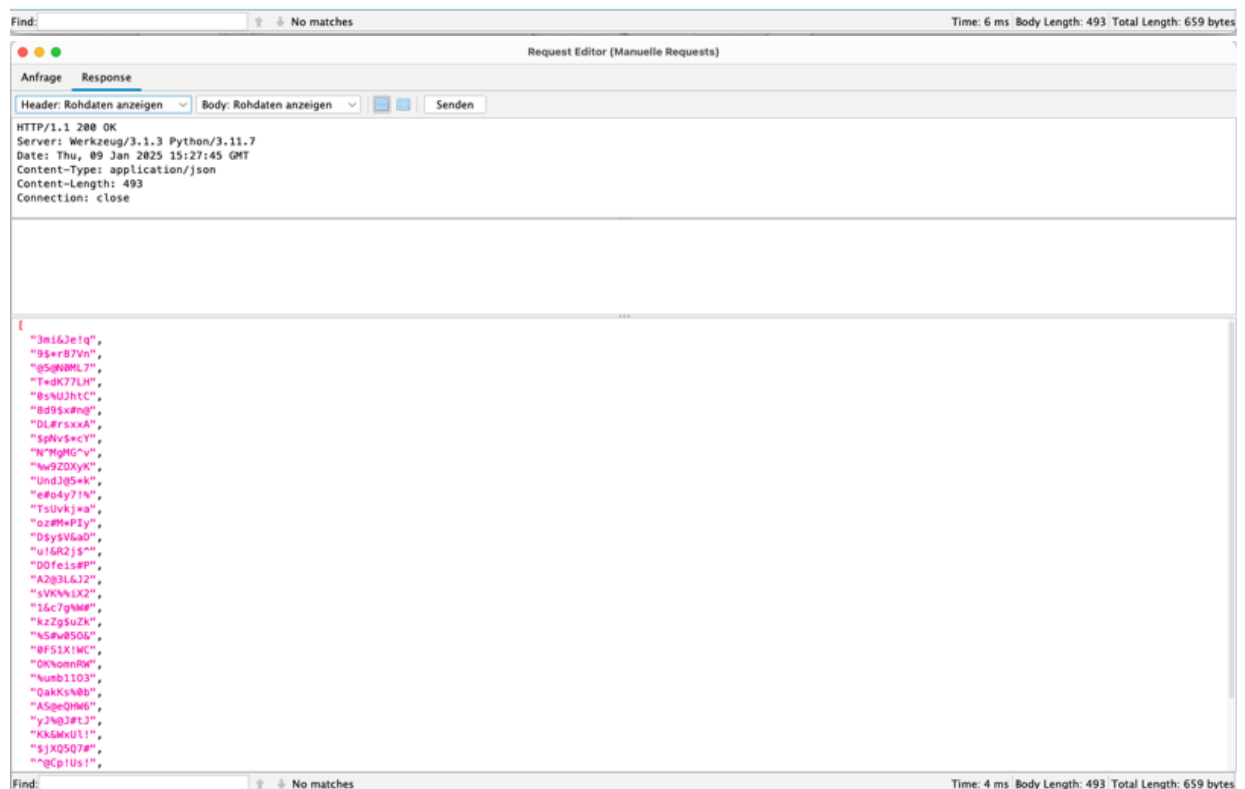 Find: No matches Time: 6 ms Body Length: 493 Total Length: 659 bytes
Request Editor (Manuelle Requests)
Anfrage Response
Header: Rohdaten anzeigen Body: Rohdaten anzeigen Senden
HTTP/1.1 200 OK
Server: Werkzeug/3.1.3 Python/3.11.7
Date: Thu, 09 Jan 2025 15:27:45 GMT
Content-Type: application/json
Content-Length: 493
Connection: close
[
"3mi&Je!q",
"9$*rB7Vn",
"@5@N0ML7",
"T*dK77LH",
"0s%UJhtC",
"8d9$x#n@",
"DL#rsxxA",
"$pNv$*cY",
"N^MgMG^v",
"%w9ZOXyK",
"UndJ@5*k",
"e#o4y7!%",
"TsUvkj*a",
"oz#M*PIy",
"D$y$V&aD",
"u!&R2j$^",
"DOfeis#P",
"A2@3L&J2",
"sVK%%iX2",
"1&c7g%W#",
"kzZg$uZk",
"%S#w05O&",
"0FS1X!WC",
"OK%omnRW",
"%umb11O3",
"QakKs%0b",
"AS@eQHW6",
"yJ%@J#tJ",
"Kk&WxUl!",
"$jXQ5Q7#",
"^@Cp!Us!",
Find: No matches Time: 4 ms Body Length: 493 Total Length: 659 bytes